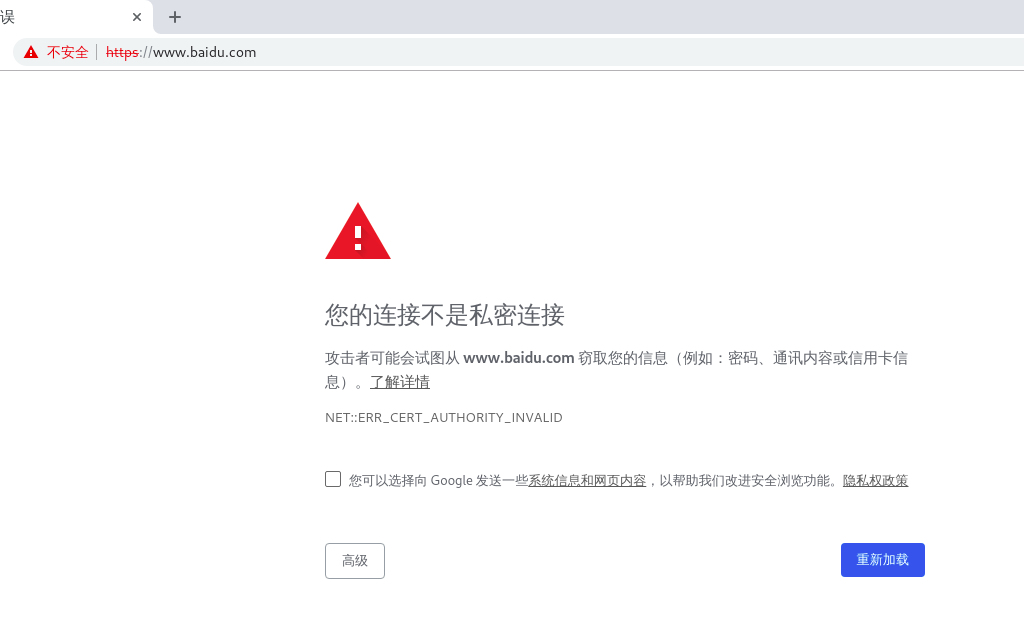 误
不安全 https://www.baidu.com
您的连接不是私密连接
攻击者可能会试图从 www.baidu.com 窃取您的信息（例如：密码、通讯内容或信用卡信
息）。了解详情
NET::ERR_CERT_AUTHORITY_INVALID
您可以选择向 Google 发送一些系统信息和网页内容，以帮助我们改进安全浏览功能。隐私权政策
高级
重新加载